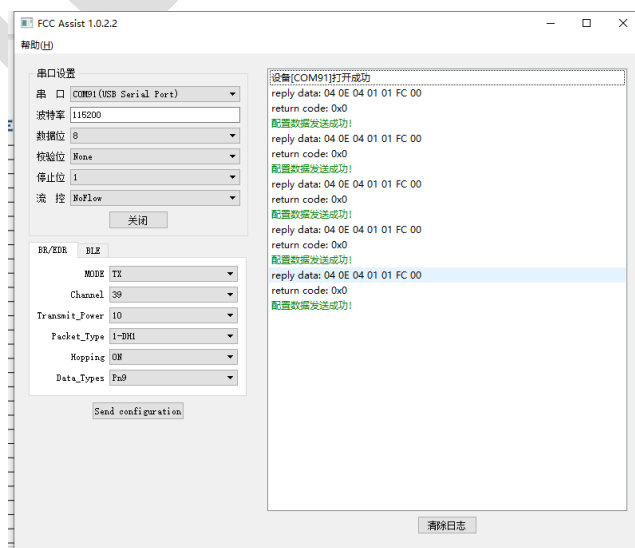 FCC Assist 1.0.2.2
帮助(H)
串口设置
串 口 COM91(USB Serial Port)
波特率 115200
数据位 8
校验位 None
停止位 1
流 控 NoFlow
关闭
BR/EDR BLE
MODE TX
Channel 39
Transmit_Power 10
Packet_Type 1-DH1
Hopping ON
Data_Types Pn9
Send configuration
设备[COM91]打开成功
reply data: 04 0E 04 01 01 FC 00
return code: 0x0
配置数据发送成功!
reply data: 04 0E 04 01 01 FC 00
return code: 0x0
配置数据发送成功!
reply data: 04 0E 04 01 01 FC 00
return code: 0x0
配置数据发送成功!
reply data: 04 0E 04 01 01 FC 00
return code: 0x0
配置数据发送成功!
reply data: 04 0E 04 01 01 FC 00
return code: 0x0
配置数据发送成功!
清除日志